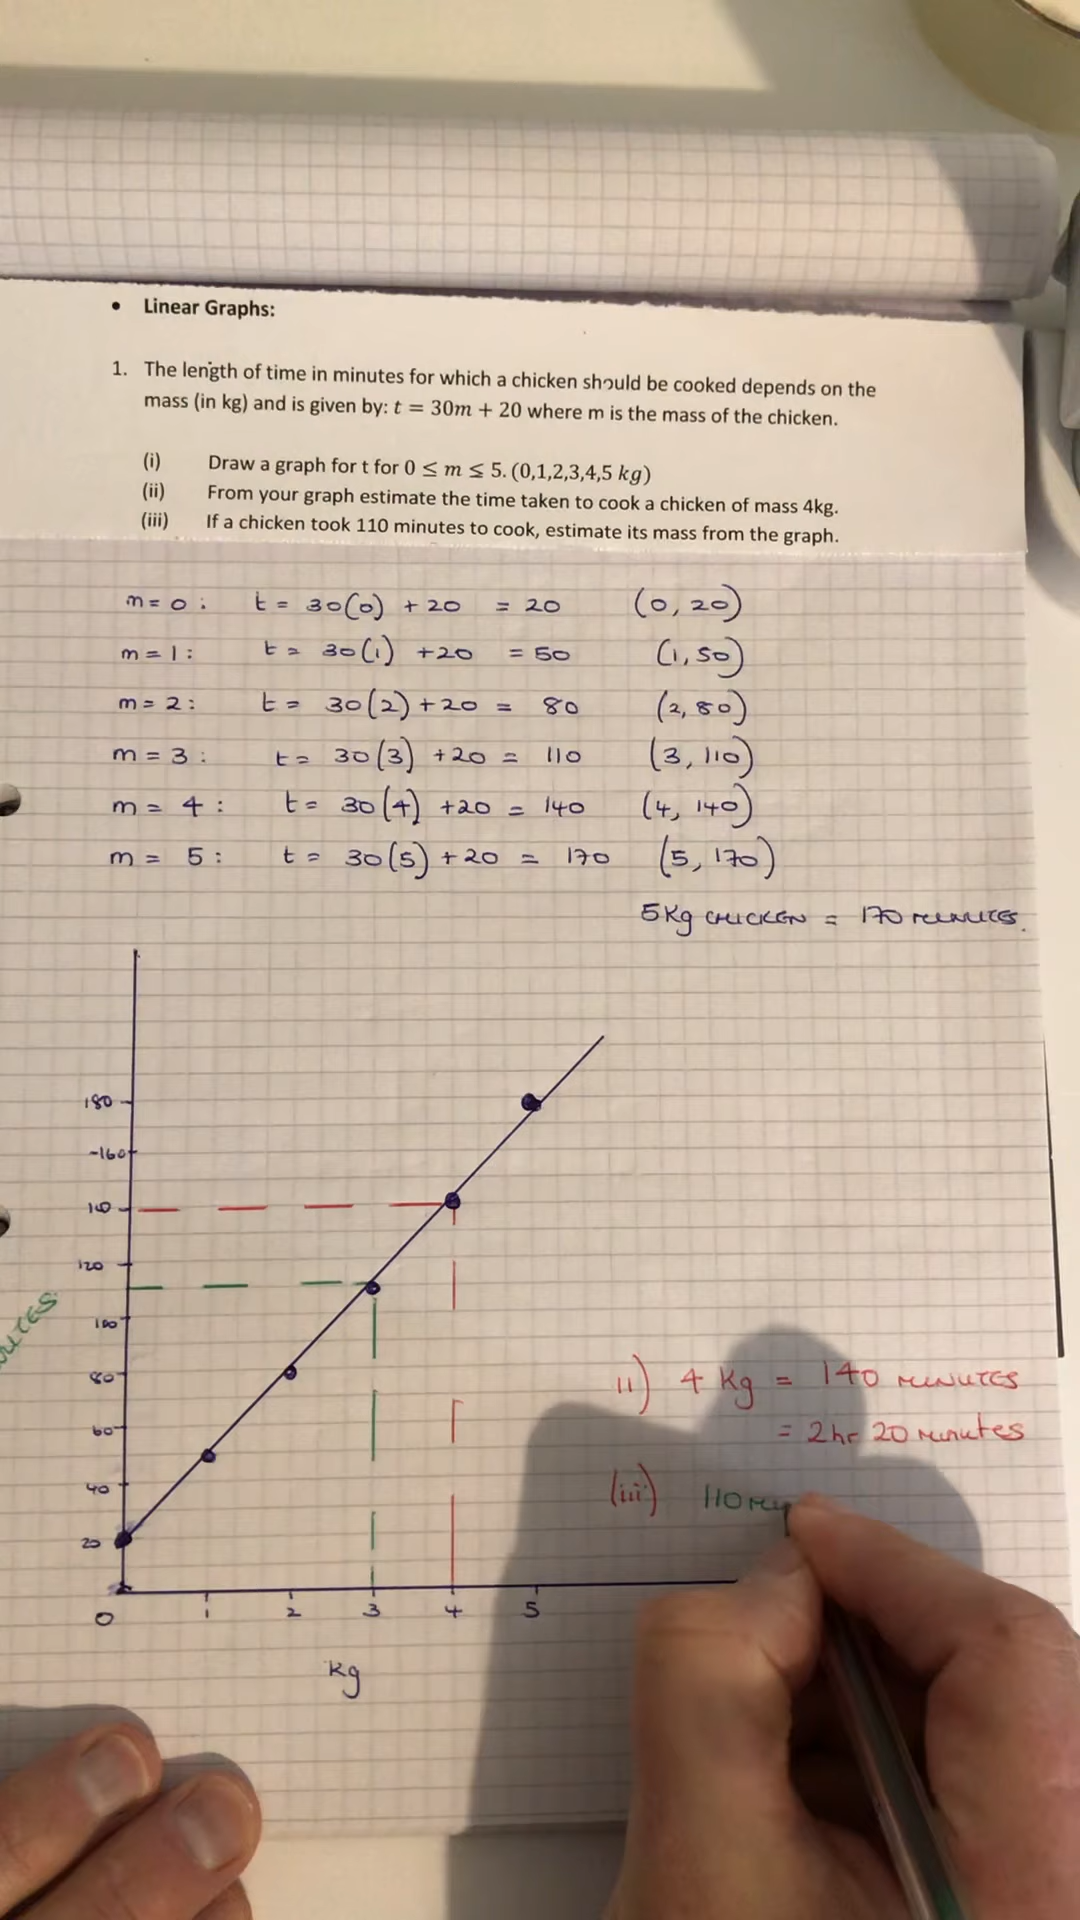 • Linear Graphs:
1. The length of time in minutes for which a chicken should be cooked depends on the
mass (in kg) and is given by: t = 30m + 20 where m is the mass of the chicken.
(i) Draw a graph for t for 0 ≤ m ≤ 5. (0,1,2,3,4,5 kg)
(ii) From your graph estimate the time taken to cook a chicken of mass 4kg.
(iii) If a chicken took 110 minutes to cook, estimate its mass from the graph.
m = 0 : t = 30(0) + 20 = 20 (0, 20)
m = 1 : t = 30(1) + 20 = 50 (1, 50)
m = 2 : t = 30(2) + 20 = 80 (2, 80)
m = 3 : t = 30(3) + 20 = 110 (3, 110)
m = 4 : t = 30(4) + 20 = 140 (4, 140)
m = 5 : t = 30(5) + 20 = 170 (5, 170)
5Kg CHICKEN = 170 MINUTES.
180
-160
140
120
100
80
60
40
20
0 1 2 3 4 5
kg
ii) 4 Kg = 140 MINUTES
= 2hr 20 minutes
(iii) 110